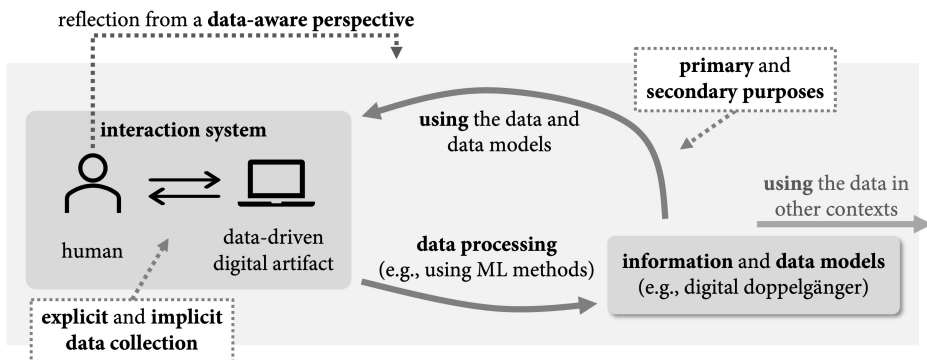 reflection from a data-aware perspective
primary and
secondary purposes
interaction system
using the data and
data models
using the data in
other contexts
human
data-driven
digital artifact
data processing
(e.g., using ML methods)
information and data models
(e.g., digital doppelgänger)
explicit and implicit
data collection